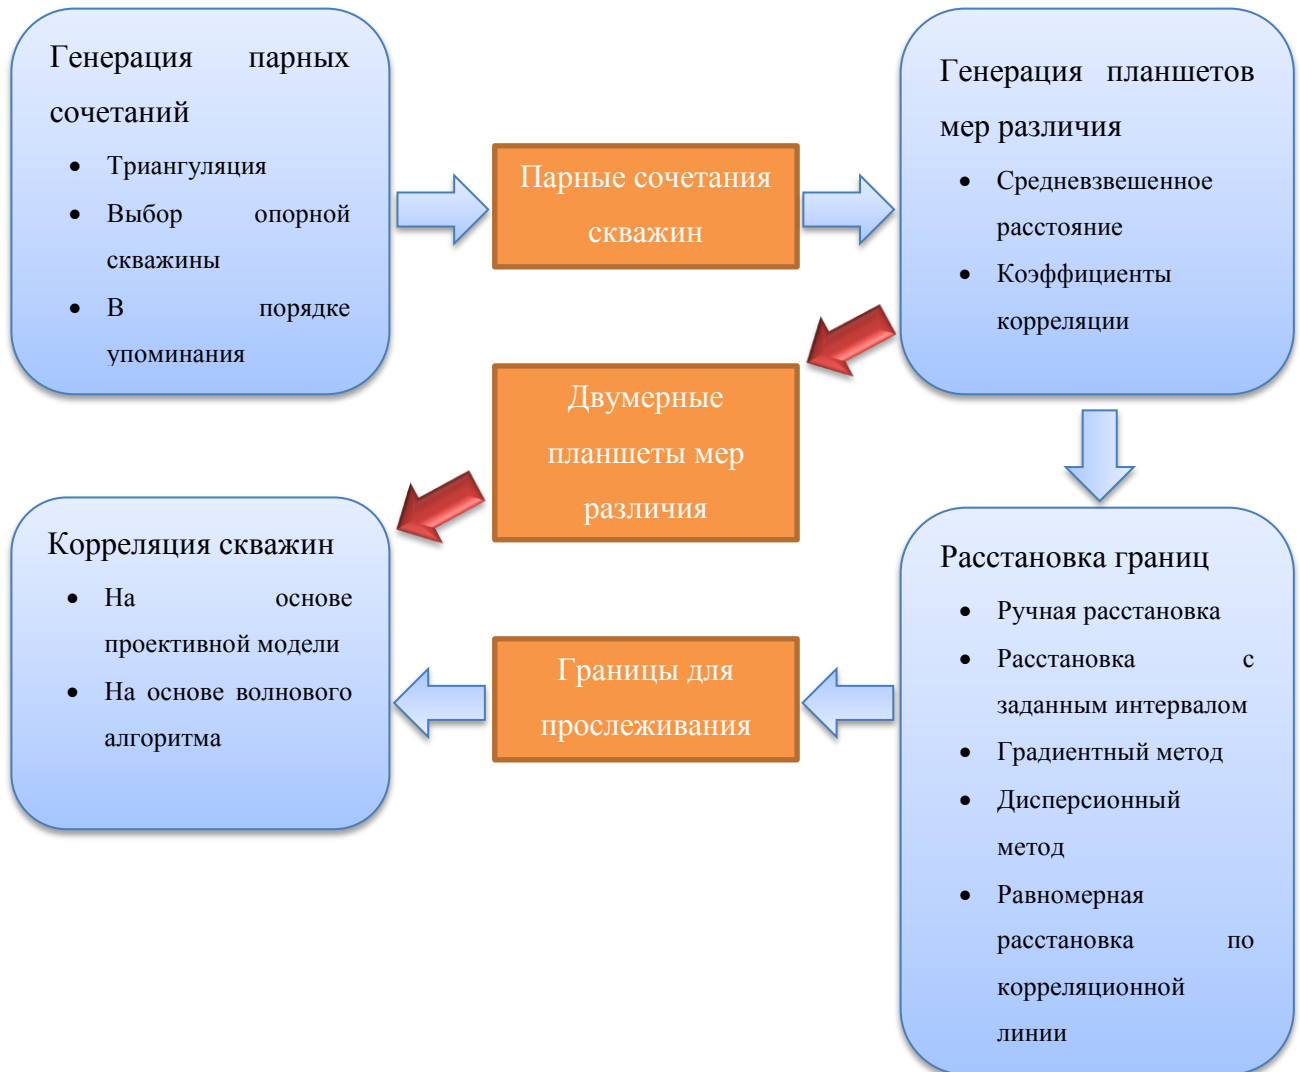 Генерация парных
сочетаний
• Триангуляция
• Выбор опорной
скважины
• В порядке
упоминания
Парные сочетания
скважин
Генерация планшетов
мер различия
• Средневзвешенное
расстояние
• Коэффициенты
корреляции
Двумерные
планшеты мер
различия
Корреляция скважин
• На основе
проективной модели
• На основе волнового
алгоритма
Границы для
прослеживания
Расстановка границ
• Ручная расстановка
• Расстановка с
заданным интервалом
• Градиентный метод
• Дисперсионный
метод
• Равномерная
расстановка по
корреляционной
линии